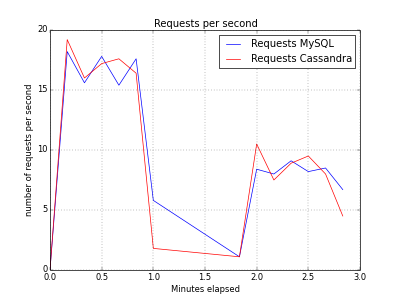 Requests per second
Requests MySQL
Requests Cassandra
number of requests per second
20
15
10
5
0
0.0 0.5 1.0 1.5 2.0 2.5 3.0
Minutes elapsed